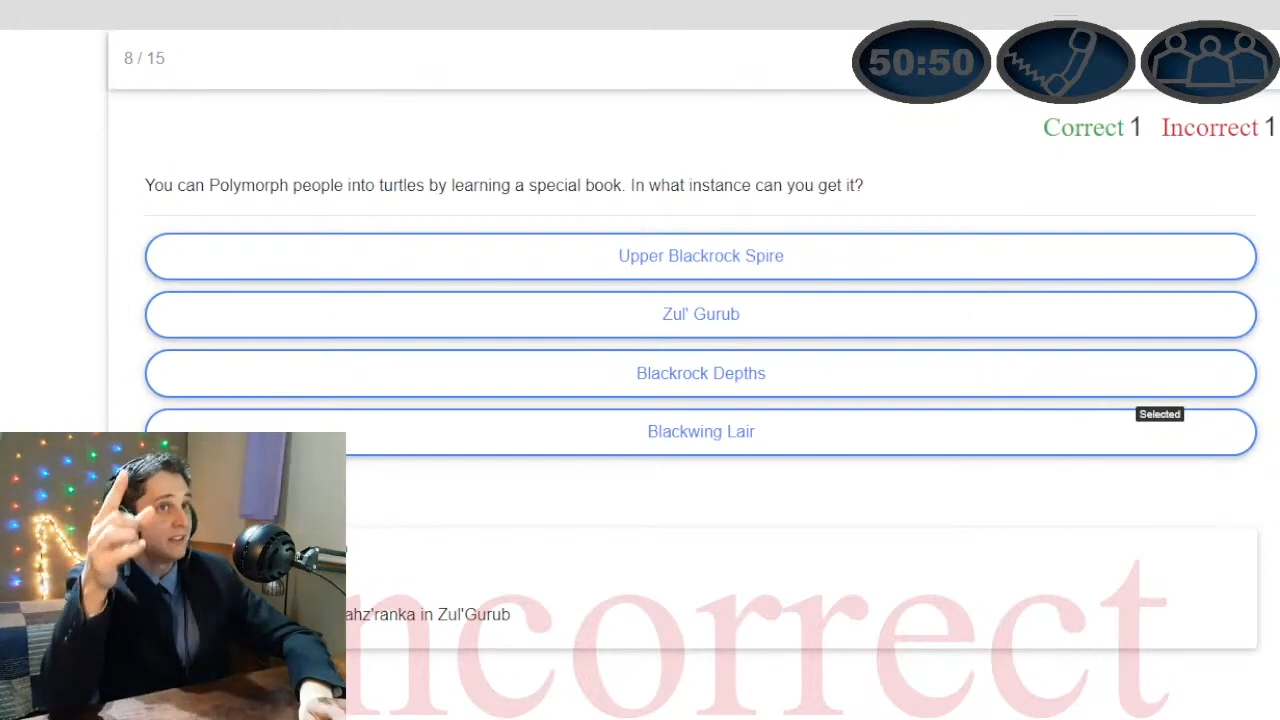 8 / 15
50:50
Correct 1 Incorrect 1
You can Polymorph people into turtles by learning a special book. In what instance can you get it?
Upper Blackrock Spire
Zul' Gurub
Blackrock Depths
Selected
Blackwing Lair
ahz'ranka in Zul'Gurub
ncorrect